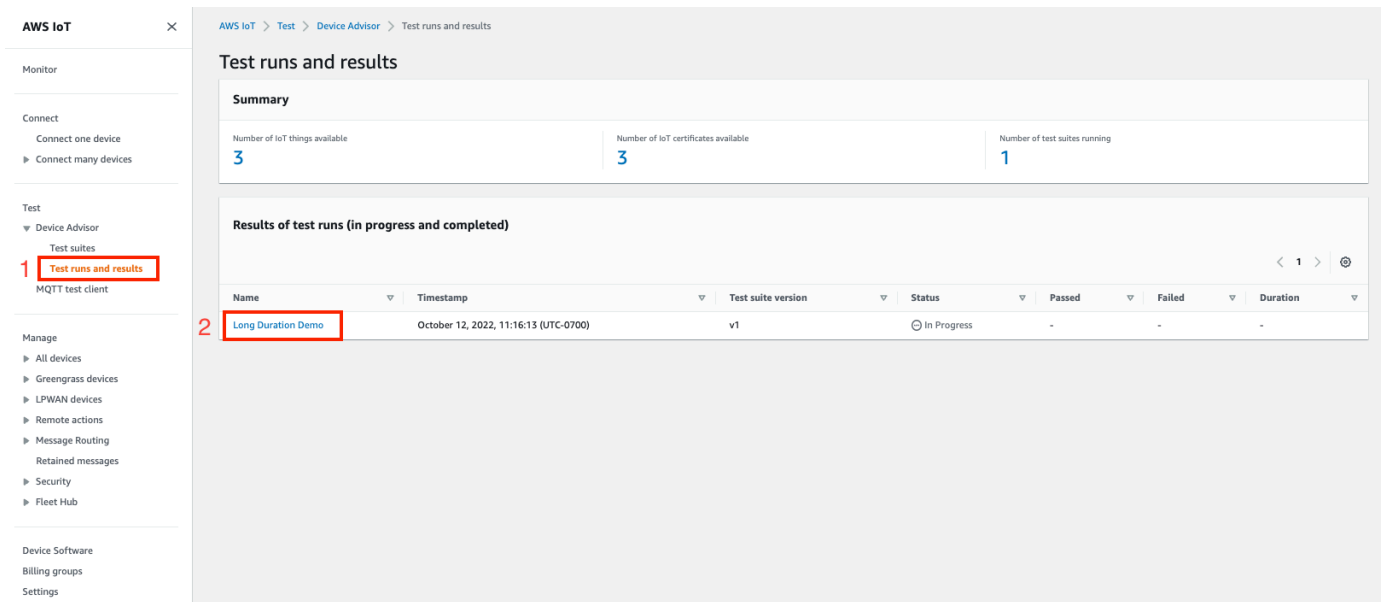 AWS IoT
Monitor
Connect
Connect one device
Connect many devices
Test
Device Advisor
Test suites
1 Test runs and results
MQTT test client
Manage
All devices
Greengrass devices
LPWAN devices
Remote actions
Message Routing
Retained messages
Security
Fleet Hub
Device Software
Billing groups
Settings
AWS IoT > Test > Device Advisor > Test runs and results
Test runs and results
Summary
Number of IoT things available
3
Number of IoT certificates available
3
Number of test suites running
1
Results of test runs (in progress and completed)
< 1 >
Name Timestamp Test suite version Status Passed Failed Duration
2 Long Duration Demo October 12, 2022, 11:16:13 (UTC-0700) v1 In Progress - - -